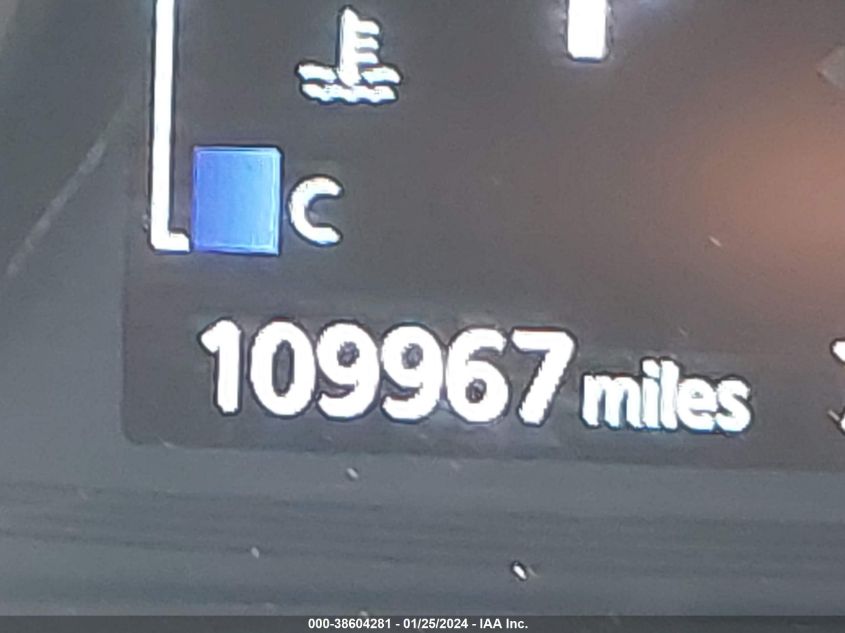 C
109967 miles
000-38604281 - 01/25/2024 - IAA Inc.